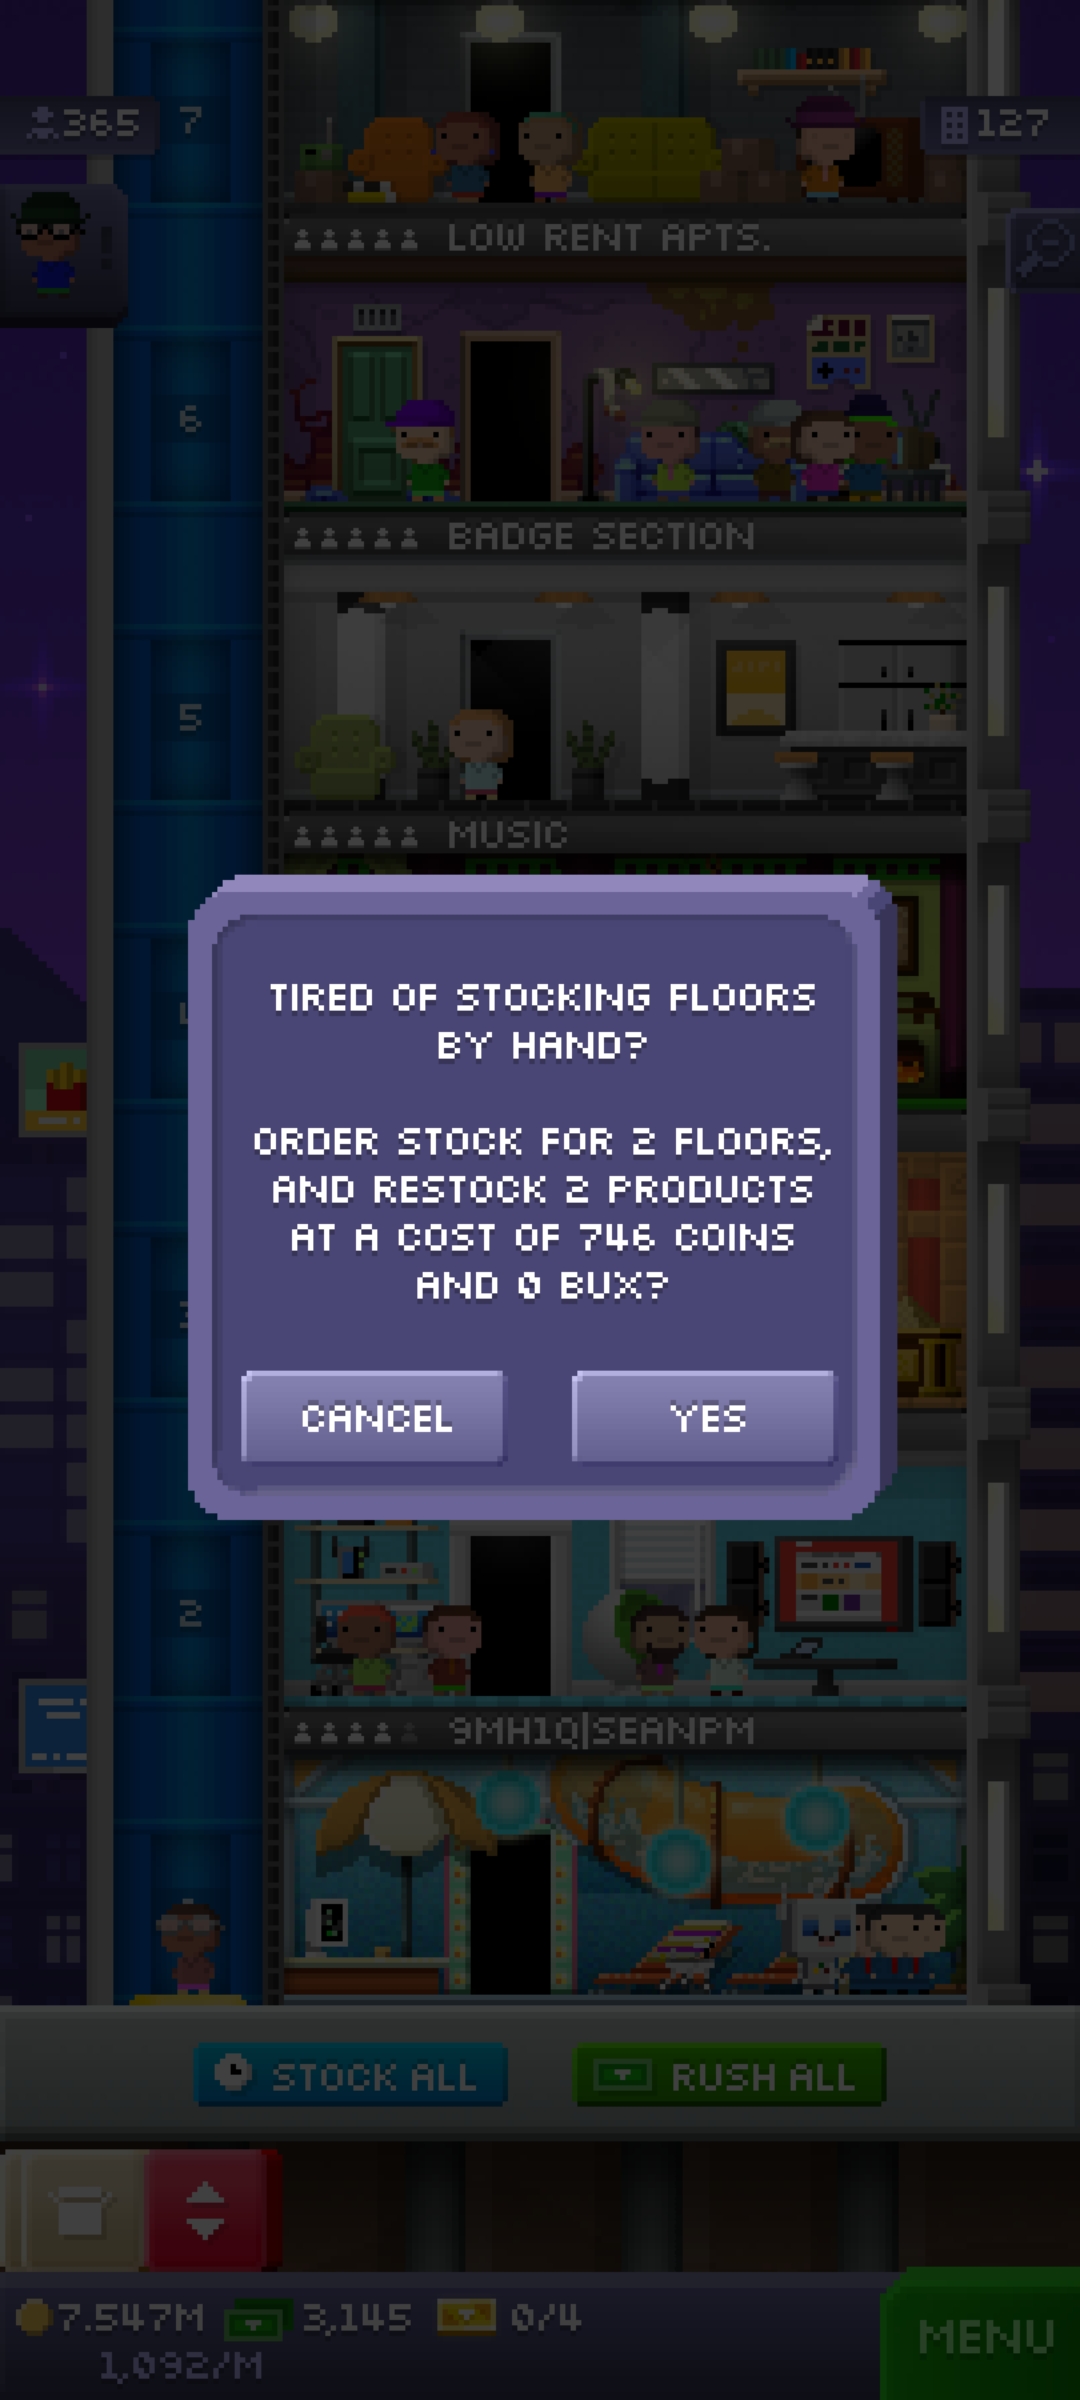 365
7
127
LOW RENT APTS.
6
BADGE SECTION
5
MUSIC
TIRED OF STOCKING FLOORS
BY HAND?
ORDER STOCK FOR 2 FLOORS,
AND RESTOCK 2 PRODUCTS
AT A COST OF 746 COINS
AND 0 BUX?
CANCEL
YES
2
9MH1Q|SEANPM
STOCK ALL
RUSH ALL
7.547M
3,145
0/4
1,092/M
MENU